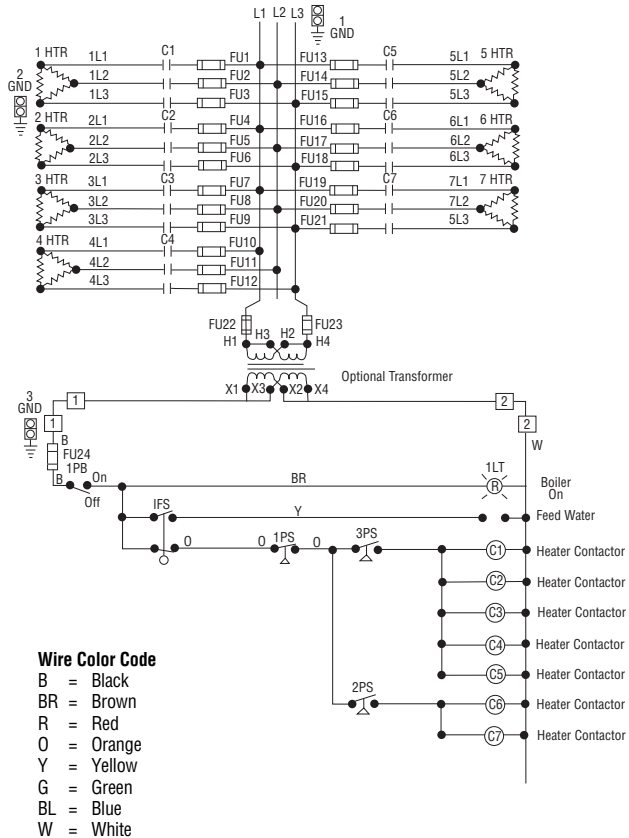 L1 L2 L3 1
GND
2
GND
1 HTR 1L1 C1 FU1 FU13 C5 5L1 5 HTR
1L2 FU2 FU14 5L2
1L3 FU3 FU15 5L3
2 HTR 2L1 C2 FU4 FU16 C6 6L1 6 HTR
2L2 FU5 FU17 6L2
2L3 FU6 FU18 6L3
3 HTR 3L1 C3 FU7 FU19 C7 7L1 7 HTR
3L2 FU8 FU20 7L2
3L3 FU9 FU21 5L3
4 HTR 4L1 C4 FU10
4L2 FU11
4L3 FU12
FU22 FU23
H1 H3 H2 H4
Optional Transformer
X1 X3 X2 X4
3
GND
1 2
1 2
B W
FU24
1PB
B On BR 1LT R Boiler On
Off
IFS Y Feed Water
O O 1PS O 3PS C1 Heater Contactor
C2 Heater Contactor
C3 Heater Contactor
C4 Heater Contactor
C5 Heater Contactor
2PS C6 Heater Contactor
C7 Heater Contactor
Wire Color Code
B = Black
BR = Brown
R = Red
O = Orange
Y = Yellow
G = Green
BL = Blue
W = White